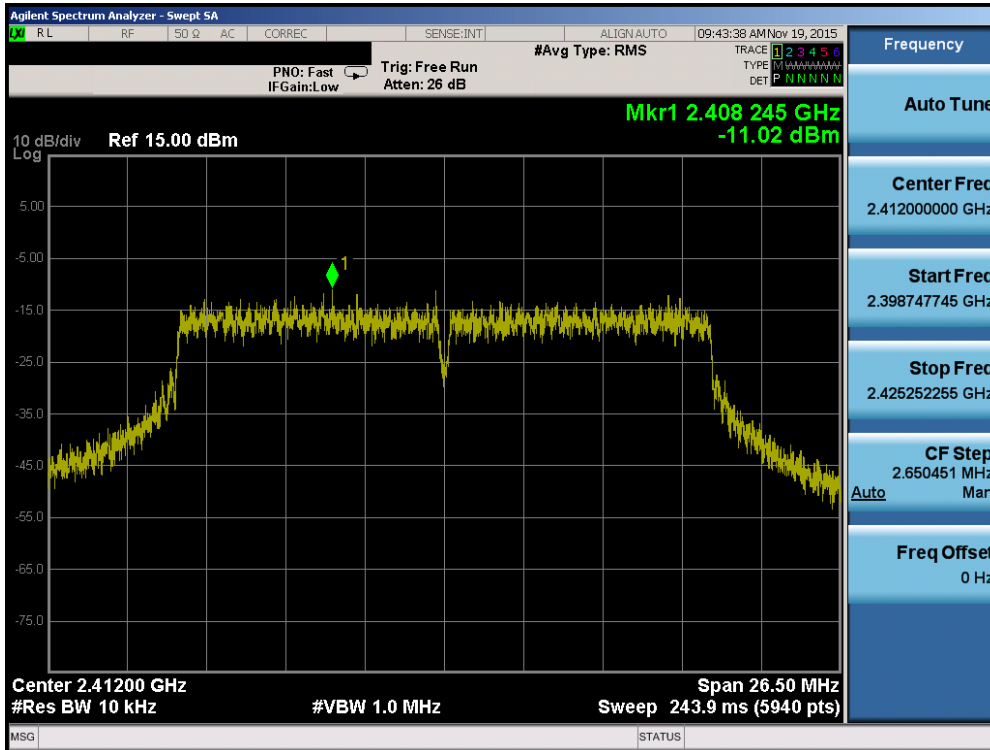 Agilent Spectrum Analyzer - Swept SA
LXI RL RF 50 Ω AC CORREC SENSE:INT ALIGN AUTO 09:43:38 AM Nov 19, 2015
#Avg Type: RMS TRACE 1 2 3 4 5 6
PNO: Fast Trig: Free Run TYPE M
IFGain:Low Atten: 26 dB DET P N N N N N
Mkr1 2.408 245 GHz
-11.02 dBm
10 dB/div Ref 15.00 dBm
Log
5.00
-5.00
1
-15.0
-25.0
-35.0
-45.0
-55.0
-65.0
-75.0
Center 2.41200 GHz Span 26.50 MHz
#Res BW 10 kHz #VBW 1.0 MHz Sweep 243.9 ms (5940 pts)
MSG STATUS
Frequency
Auto Tune
Center Freq
2.412000000 GHz
Start Freq
2.398747745 GHz
Stop Freq
2.425252255 GHz
CF Step
2.650451 MHz
Auto Man
Freq Offset
0 Hz